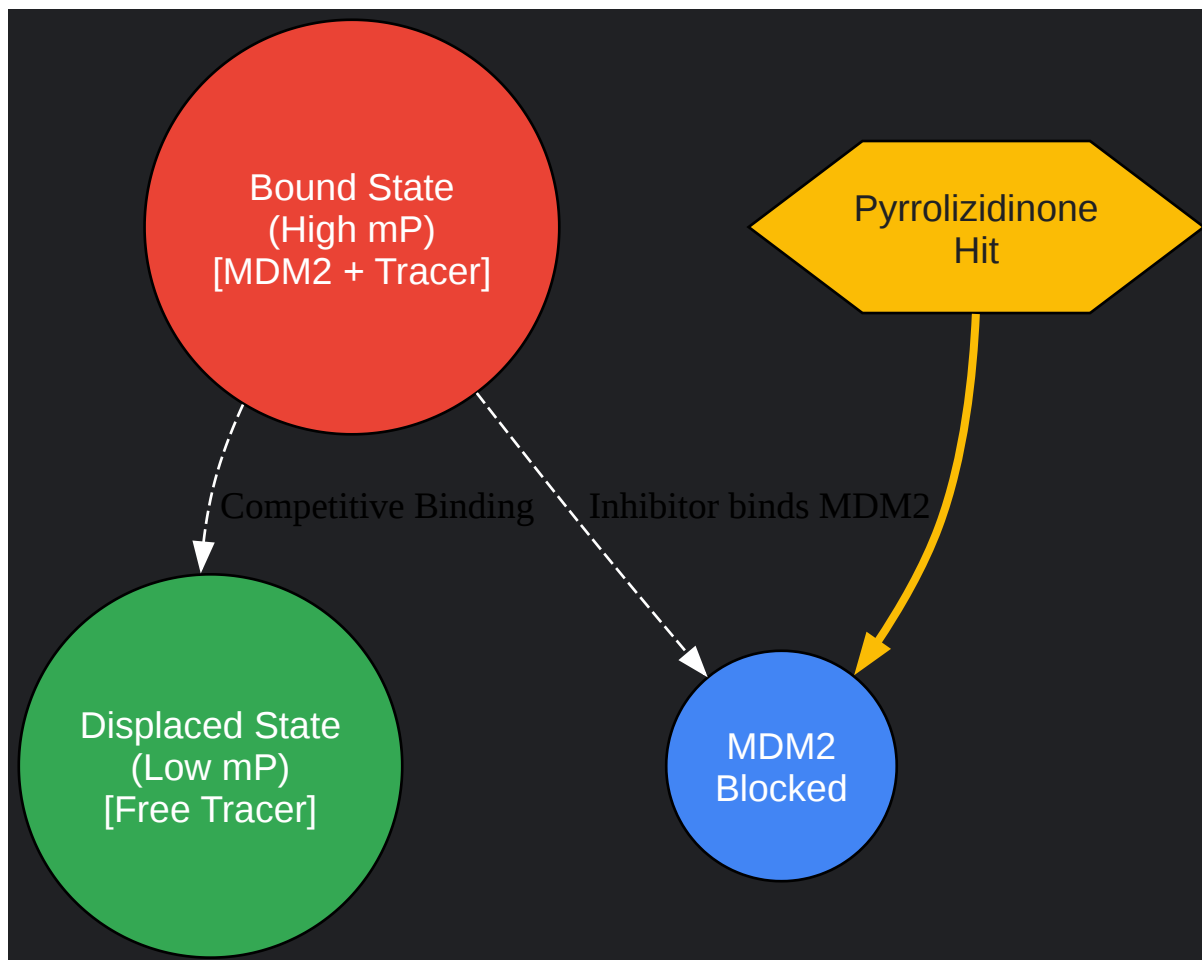 Bound State
(High mP)
[MDM2 + Tracer]
Pyrrolizidinone
Hit
Competitive Binding
Inhibitor binds MDM2
Displaced State
(Low mP)
[Free Tracer]
MDM2
Blocked